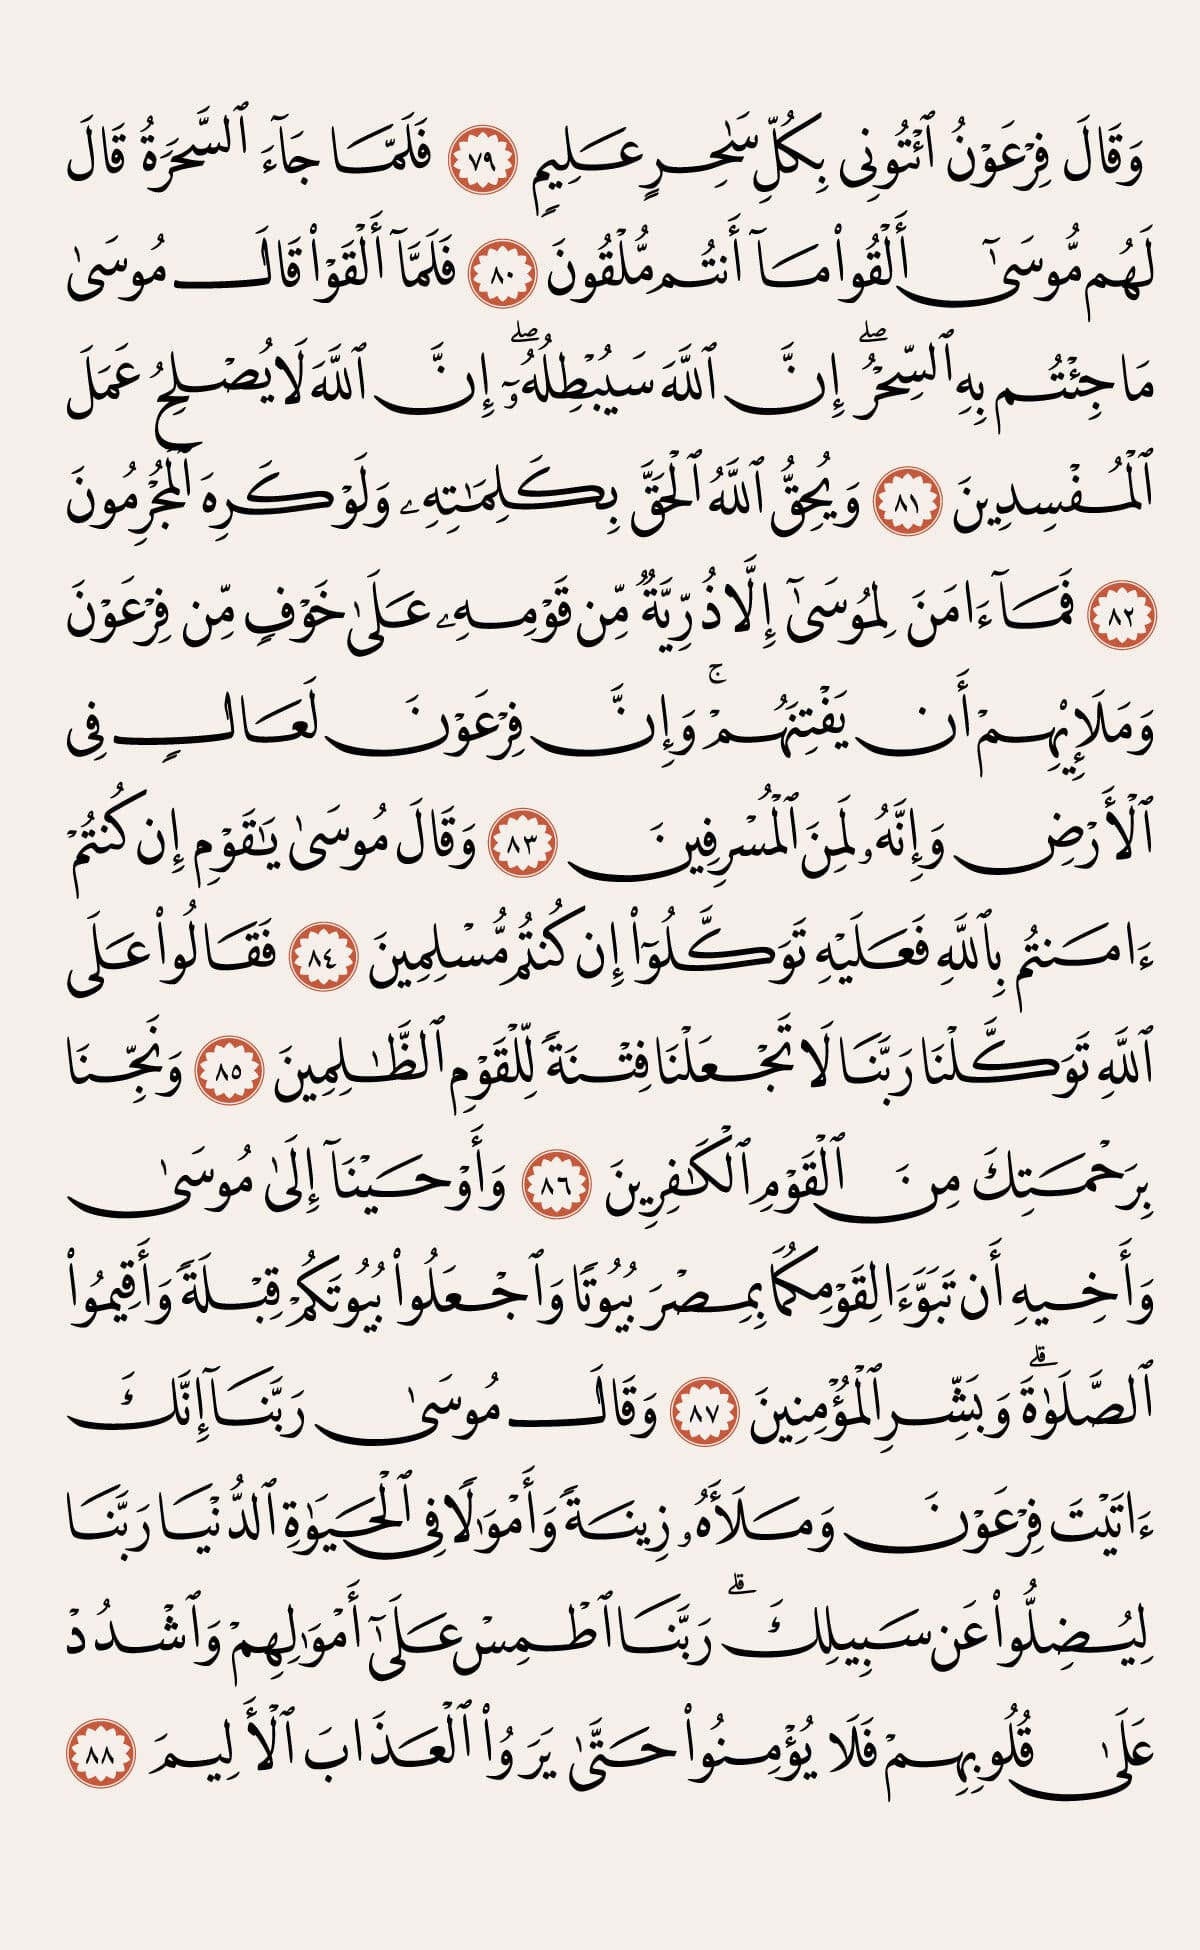 وَقَالَ فِرْعَوْنُ ٱئْتُونِى بِكُلِّ سَٰحِرٍ عَلِيمٍ ٧٩ فَلَمَّا جَآءَ ٱلسَّحَرَةُ قَالَ
لَهُم مُّوسَىٰٓ أَلْقُوا۟ مَآ أَنتُم مُّلْقُونَ ٨٠ فَلَمَّآ أَلْقَوْا۟ قَالَ مُوسَىٰ
مَا جِئْتُم بِهِ ٱلسِّحْرُ ۖ إِنَّ ٱللَّهَ سَيُبْطِلُهُۥٓ ۖ إِنَّ ٱللَّهَ لَا يُصْلِحُ عَمَلَ
ٱلْمُفْسِدِينَ ٨١ وَيُحِقُّ ٱللَّهُ ٱلْحَقَّ بِكَلِمَٰتِهِۦ وَلَوْ كَرِهَ ٱلْمُجْرِمُونَ
٨٢ فَمَآ ءَامَنَ لِمُوسَىٰٓ إِلَّا ذُرِّيَّةٌ مِّن قَوْمِهِۦ عَلَىٰ خَوْفٍ مِّن فِرْعَوْنَ
وَمَلَإِي۟هِمْ أَن يَفْتِنَهُمْ ۚ وَإِنَّ فِرْعَوْنَ لَعَالٍ فِى
ٱلْأَرْضِ وَإِنَّهُۥ لَمِنَ ٱلْمُسْرِفِينَ ٨٣ وَقَالَ مُوسَىٰ يَٰقَوْمِ إِن كُنتُمْ
ءَامَنتُم بِٱللَّهِ فَعَلَيْهِ تَوَكَّلُوٓا۟ إِن كُنتُم مُّسْلِمِينَ ٨٤ فَقَالُوا۟ عَلَى
ٱللَّهِ تَوَكَّلْنَا رَبَّنَا لَا تَجْعَلْنَا فِتْنَةً لِّلْقَوْمِ ٱلظَّٰلِمِينَ ٨٥ وَنَجِّنَا
بِرَحْمَتِكَ مِنَ ٱلْقَوْمِ ٱلْكَٰفِرِينَ ٨٦ وَأَوْحَيْنَآ إِلَىٰ مُوسَىٰ
وَأَخِيهِ أَن تَبَوَّءَا لِقَوْمِكُمَا بِمِصْرَ بُيُوتًا وَٱجْعَلُوا۟ بُيُوتَكُمْ قِبْلَةً وَأَقِيمُوا۟
ٱلصَّلَوٰةَ ۗ وَبَشِّرِ ٱلْمُؤْمِنِينَ ٨٧ وَقَالَ مُوسَىٰ رَبَّنَآ إِنَّكَ
ءَاتَيْتَ فِرْعَوْنَ وَمَلَأَهُۥ زِينَةً وَأَمْوَٰلًا فِى ٱلْحَيَوٰةِ ٱلدُّنْيَا رَبَّنَا
لِيُضِلُّوا۟ عَن سَبِيلِكَ ۖ رَبَّنَا ٱطْمِسْ عَلَىٰٓ أَمْوَٰلِهِمْ وَٱشْدُدْ
عَلَىٰ قُلُوبِهِمْ فَلَا يُؤْمِنُوا۟ حَتَّىٰ يَرَوُا۟ ٱلْعَذَابَ ٱلْأَلِيمَ ٨٨